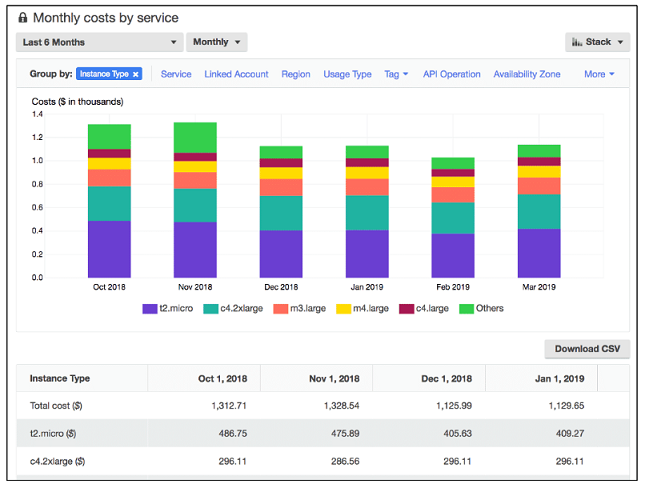 Monthly costs by service
Last 6 Months Monthly Stack
Group by: Instance Type × Service Linked Account Region Usage Type Tag API Operation Availability Zone More
Costs ($ in thousands)
1.4
1.2
1.0
0.8
0.6
0.4
0.2
0.0
Oct 2018 Nov 2018 Dec 2018 Jan 2019 Feb 2019 Mar 2019
t2.micro c4.2xlarge m3.large m4.large c4.large Others
Download CSV
Instance Type Oct 1, 2018 Nov 1, 2018 Dec 1, 2018 Jan 1, 2019
Total cost ($) 1,312.71 1,328.54 1,125.99 1,129.65
t2.micro ($) 486.75 475.89 405.63 409.27
c4.2xlarge ($) 296.11 286.56 296.11 296.11